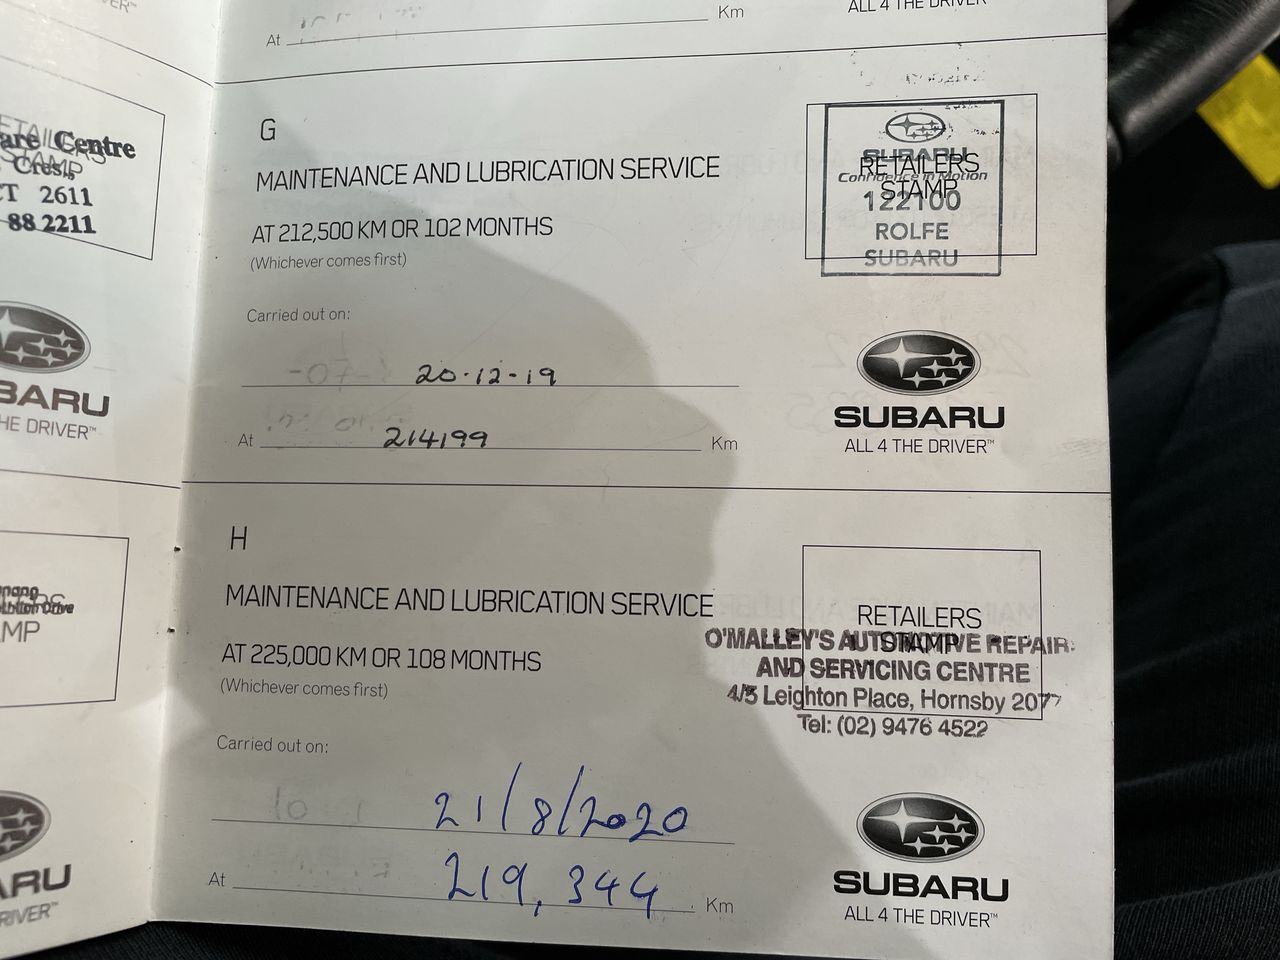 At Km
ALL 4 THE DRIVER
are Centre
Cres,
CT 2611
88 2211
G
MAINTENANCE AND LUBRICATION SERVICE
AT 212,500 KM OR 102 MONTHS
(Whichever comes first)
Carried out on:
20·12·19
At 214199 Km
SUBARU
RETAILERS
Confidence in Motion
STAMP
122100
ROLFE
SUBARU
SUBARU
ALL 4 THE DRIVER™
BARU
HE DRIVER™
MP
H
MAINTENANCE AND LUBRICATION SERVICE
AT 225,000 KM OR 108 MONTHS
(Whichever comes first)
Carried out on:
21/8/2020
At 219,344 Km
RETAILERS
STAMP
O'MALLEY'S AUTOMOTIVE REPAIR
AND SERVICING CENTRE
4/5 Leighton Place, Hornsby 2077
Tel: (02) 9476 4522
SUBARU
ALL 4 THE DRIVER™
ARU
RIVER™